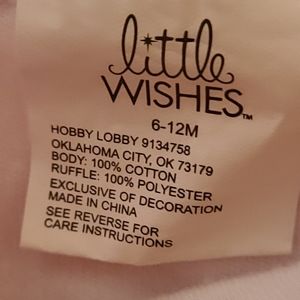 little
WISHES™
6-12M
HOBBY LOBBY 9134758
OKLAHOMA CITY, OK 73179
BODY: 100% COTTON
RUFFLE: 100% POLYESTER
EXCLUSIVE OF DECORATION
MADE IN CHINA
SEE REVERSE FOR
CARE INSTRUCTIONS